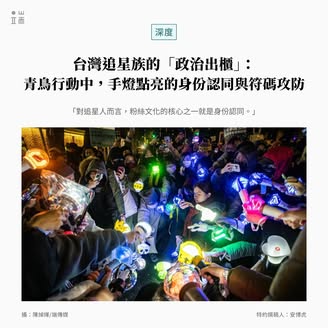 深度
台灣追星族的「政治出櫃」：
青鳥行動中，手燈點亮的身份認同與符碼攻防
「對追星人而言，粉絲文化的核心之一就是身份認同。」
攝：陳焯煇/端傳媒
特約撰稿人：安博虎